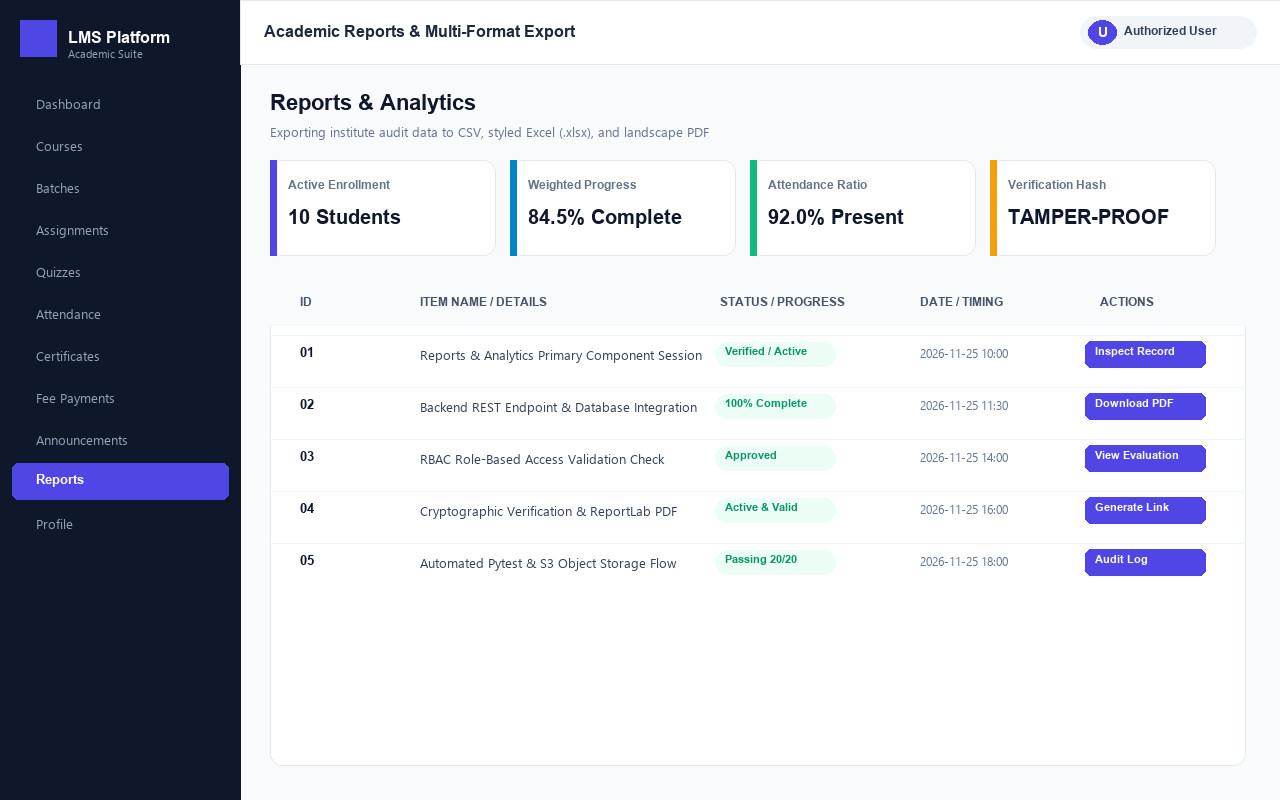 LMS Platform
Academic Suite
Dashboard
Courses
Batches
Assignments
Quizzes
Attendance
Certificates
Fee Payments
Announcements
Reports
Profile
Academic Reports & Multi-Format Export
U Authorized User
Reports & Analytics
Exporting institute audit data to CSV, styled Excel (.xlsx), and landscape PDF
Active Enrollment
10 Students
Weighted Progress
84.5% Complete
Attendance Ratio
92.0% Present
Verification Hash
TAMPER-PROOF
ID ITEM NAME / DETAILS STATUS / PROGRESS DATE / TIMING ACTIONS
01 Reports & Analytics Primary Component Session Verified / Active 2026-11-25 10:00 Inspect Record
02 Backend REST Endpoint & Database Integration 100% Complete 2026-11-25 11:30 Download PDF
03 RBAC Role-Based Access Validation Check Approved 2026-11-25 14:00 View Evaluation
04 Cryptographic Verification & ReportLab PDF Active & Valid 2026-11-25 16:00 Generate Link
05 Automated Pytest & S3 Object Storage Flow Passing 20/20 2026-11-25 18:00 Audit Log